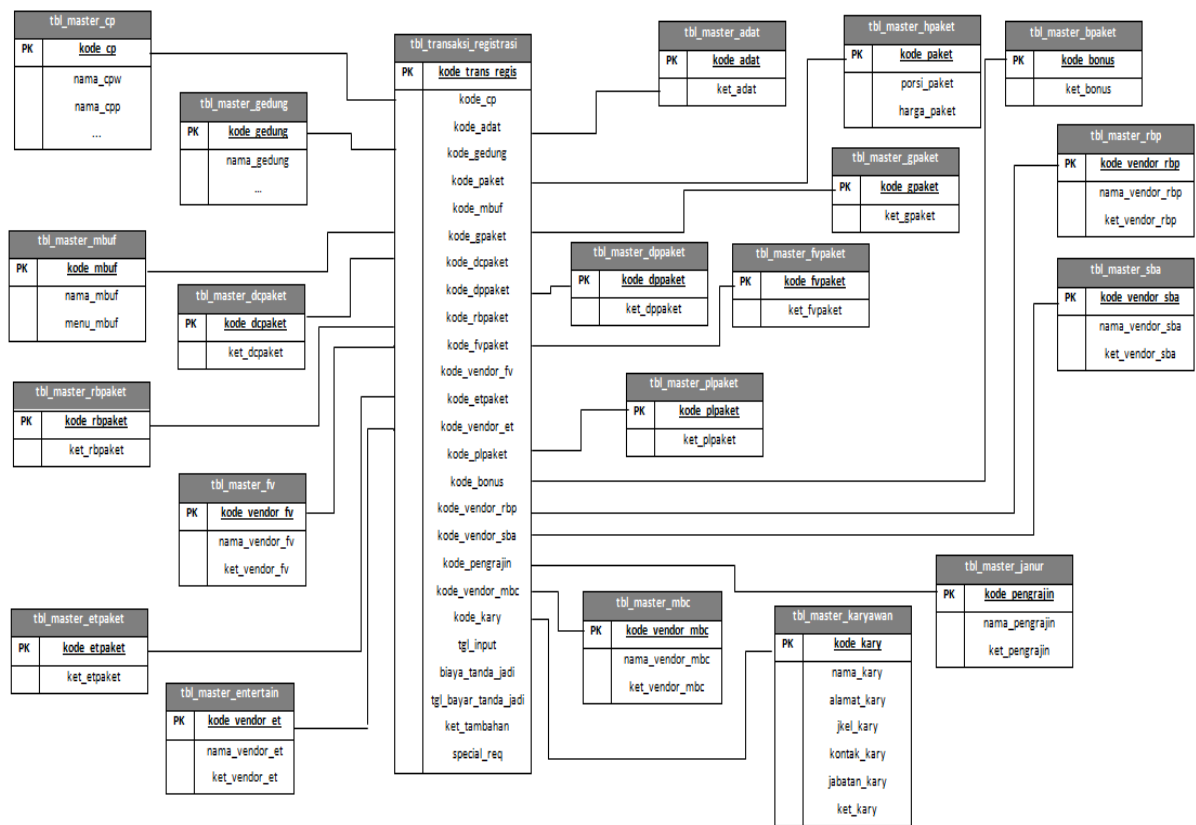 tbl_master_cp
PK kode_cp
nama_cpw
nama_cpp
...
tbl_master_gedung
PK kode_gedung
nama_gedung
...
tbl_master_mbuf
PK kode_mbuf
nama_mbuf
menu_mbuf
tbl_master_dcpaket
PK kode_dcpaket
ket_dcpaket
tbl_master_rbpaket
PK kode_rbpaket
ket_rbpaket
tbl_master_fv
PK kode_vendor_fv
nama_vendor_fv
ket_vendor_fv
tbl_master_etpaket
PK kode_etpaket
ket_etpaket
tbl_master_entertain
PK kode_vendor_et
nama_vendor_et
ket_vendor_et
tbl_transaksi_registrasi
PK kode_trans_regis
kode_cp
kode_adat
kode_gedung
kode_paket
kode_mbuf
kode_gpaket
kode_dcpaket
kode_dppaket
kode_rbpaket
kode_fvpaket
kode_vendor_fv
kode_etpaket
kode_vendor_et
kode_plpaket
kode_bonus
kode_vendor_rbp
kode_vendor_sba
kode_pengrajin
kode_vendor_mbc
kode_kary
tgl_input
biaya_tanda_jadi
tgl_bayar_tanda_jadi
ket_tambahan
special_req
tbl_master_adat
PK kode_adat
ket_adat
tbl_master_hpaket
PK kode_paket
porsi_paket
harga_paket
tbl_master_bpaket
PK kode_bonus
ket_bonus
tbl_master_rbp
PK kode_vendor_rbp
nama_vendor_rbp
ket_vendor_rbp
tbl_master_gpaket
PK kode_gpaket
ket_gpaket
tbl_master_dppaket
PK kode_dppaket
ket_dppaket
tbl_master_fvpaket
PK kode_fvpaket
ket_fvpaket
tbl_master_sba
PK kode_vendor_sba
nama_vendor_sba
ket_vendor_sba
tbl_master_plpaket
PK kode_plpaket
ket_plpaket
tbl_master_mbc
PK kode_vendor_mbc
nama_vendor_mbc
ket_vendor_mbc
tbl_master_karyawan
PK kode_kary
nama_kary
alamat_kary
jkel_kary
kontak_kary
jabatan_kary
ket_kary
tbl_master_janur
PK kode_pengrajin
nama_pengrajin
ket_pengrajin